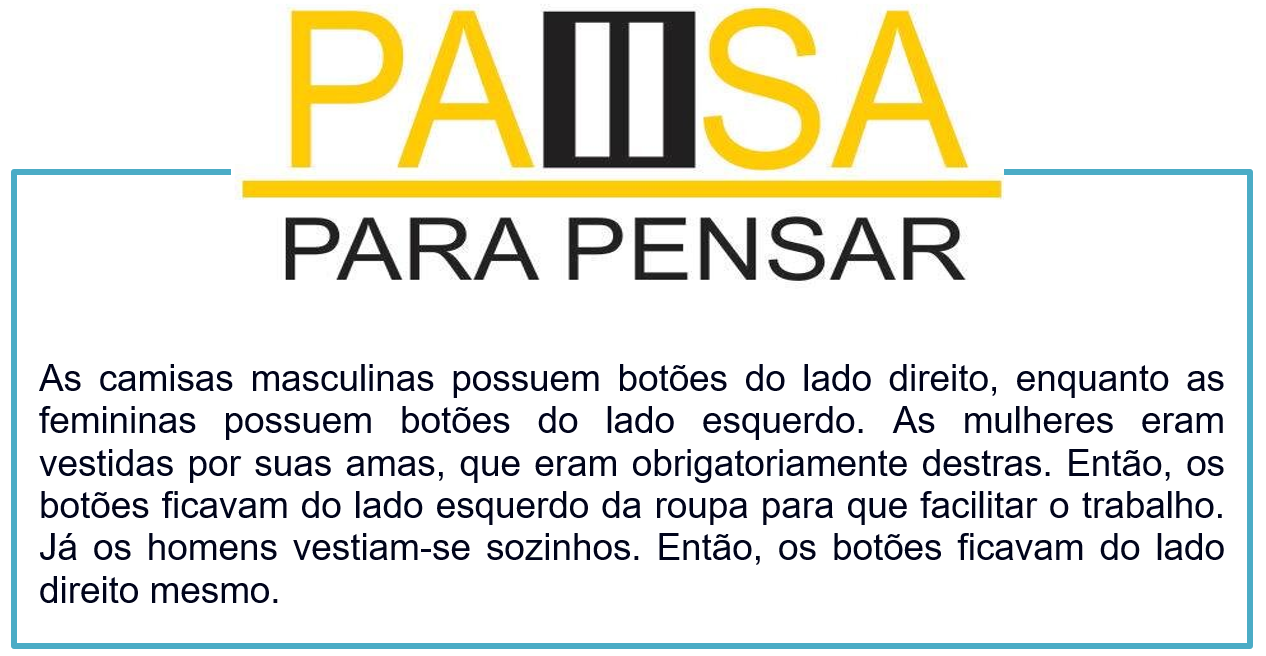 PAUSA
PARA PENSAR
As camisas masculinas possuem botões do lado direito, enquanto as
femininas possuem botões do lado esquerdo. As mulheres eram
vestidas por suas amas, que eram obrigatoriamente destras. Então, os
botões ficavam do lado esquerdo da roupa para que facilitar o trabalho.
Já os homens vestiam-se sozinhos. Então, os botões ficavam do lado
direito mesmo.